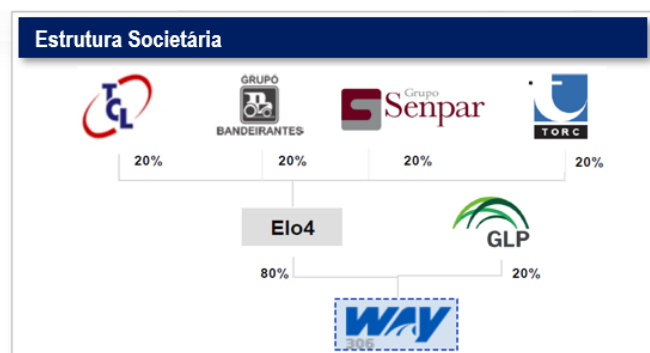 Estrutura Societária
TCL
GRUPO
BANDEIRANTES
Grupo
Senpar
TORC
20% 20% 20% 20%
Elo4
GLP
80% 20%
WAY
306